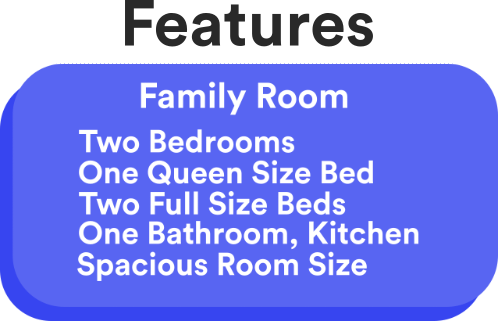 Features
Family Room
Two Bedrooms
One Queen Size Bed
Two Full Size Beds
One Bathroom, Kitchen
Spacious Room Size